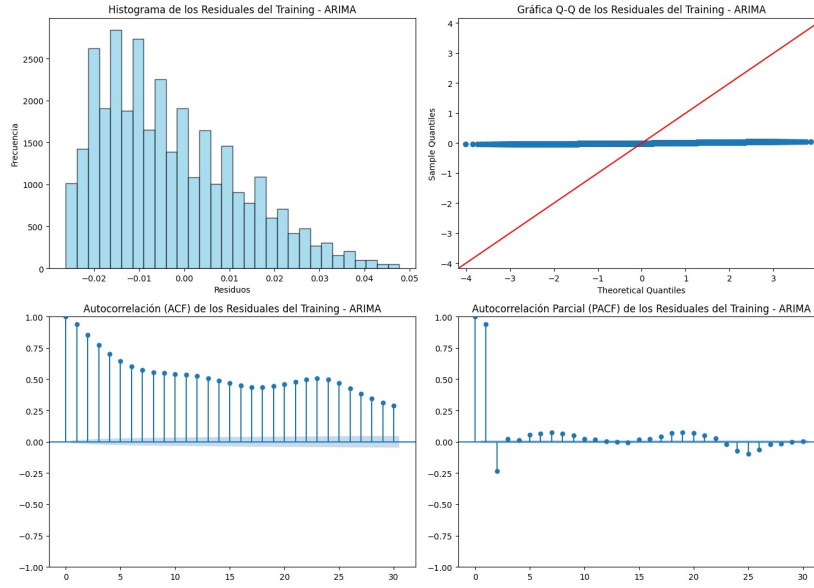 Histograma de los Residuales del Training - ARIMA
Frecuencia
2500
2000
1500
1000
500
0
−0.02 −0.01 0.00 0.01 0.02 0.03 0.04 0.05
Residuos
Gráfica Q-Q de los Residuales del Training - ARIMA
Sample Quantiles
4
3
2
1
0
−1
−2
−3
−4
−4 −3 −2 −1 0 1 2 3
Theoretical Quantiles
Autocorrelación (ACF) de los Residuales del Training - ARIMA
1.00
0.75
0.50
0.25
0.00
−0.25
−0.50
−0.75
−1.00
0 5 10 15 20 25 30
Autocorrelación Parcial (PACF) de los Residuales del Training - ARIMA
1.00
0.75
0.50
0.25
0.00
−0.25
−0.50
−0.75
−1.00
0 5 10 15 20 25 30